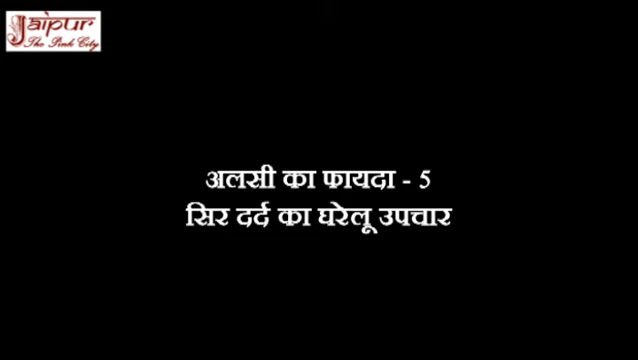 Jaipur
The Pink City
अलसी का फायदा - 5
सिर दर्द का घरेलू उपचार